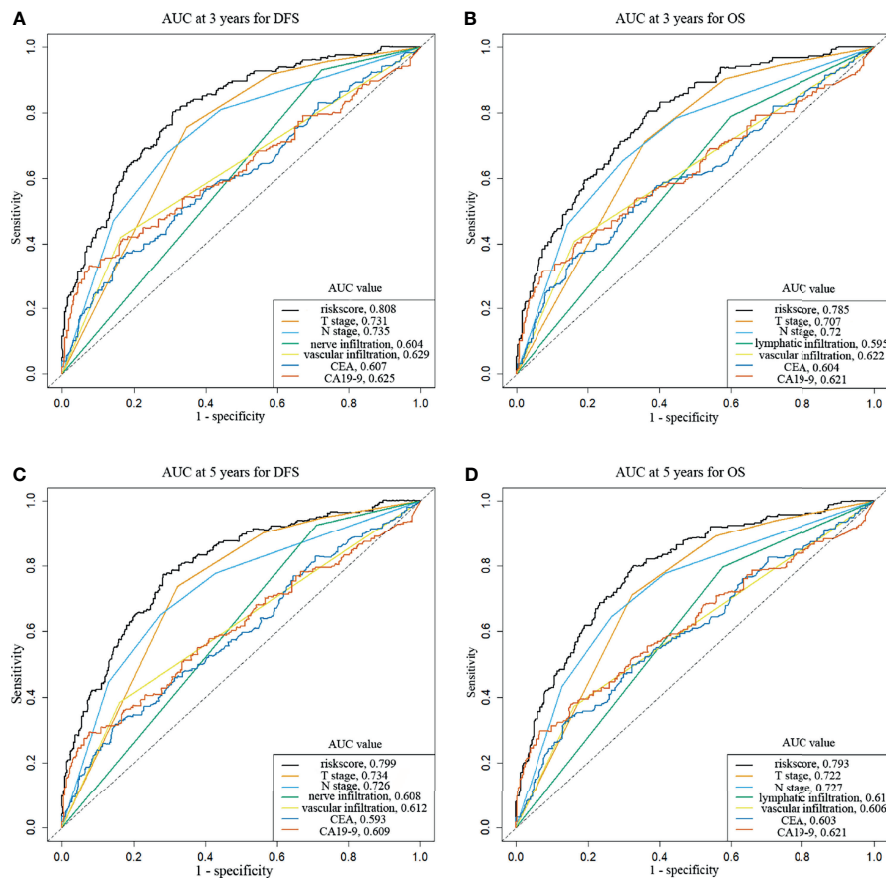 A
AUC at 3 years for DFS
Sensitivity
1.0
0.8
0.6
0.4
0.2
0.0
AUC value
riskscore, 0.808
T stage, 0.731
N stage, 0.735
nerve infiltration, 0.604
vascular infiltration, 0.629
CEA, 0.607
CA19-9, 0.625
0.0 0.2 0.4 0.6 0.8 1.0
1 - specificity
B
AUC at 3 years for OS
Sensitivity
1.0
0.8
0.6
0.4
0.2
0.0
AUC value
riskscore, 0.785
T stage, 0.707
N stage, 0.72
lymphatic infiltration, 0.595
vascular infiltration, 0.622
CEA, 0.604
CA19-9, 0.621
0.0 0.2 0.4 0.6 0.8 1.0
1 - specificity
C
AUC at 5 years for DFS
Sensitivity
1.0
0.8
0.6
0.4
0.2
0.0
AUC value
riskscore, 0.799
T stage, 0.734
N stage, 0.726
nerve infiltration, 0.608
vascular infiltration, 0.612
CEA, 0.593
CA19-9, 0.609
0.0 0.2 0.4 0.6 0.8 1.0
1 - specificity
D
AUC at 5 years for OS
Sensitivity
1.0
0.8
0.6
0.4
0.2
0.0
AUC value
riskscore, 0.793
T stage, 0.722
N stage, 0.727
lymphatic infiltration, 0.61
vascular infiltration, 0.606
CEA, 0.603
CA19-9, 0.621
0.0 0.2 0.4 0.6 0.8 1.0
1 - specificity